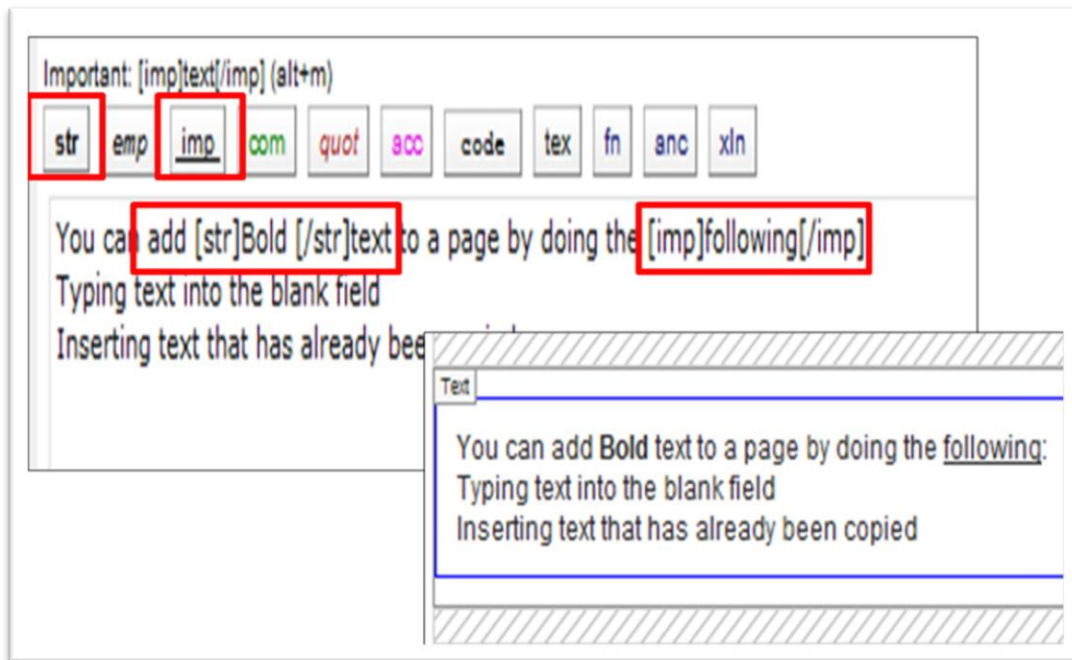 Important: [imp]text[/imp] (alt+m)
str emp imp com quot acc code tex fn anc xln
You can add [str]Bold [/str]text to a page by doing the [imp]following[/imp]
Typing text into the blank field
Inserting text that has already bee
Text
You can add Bold text to a page by doing the following:
Typing text into the blank field
Inserting text that has already been copied